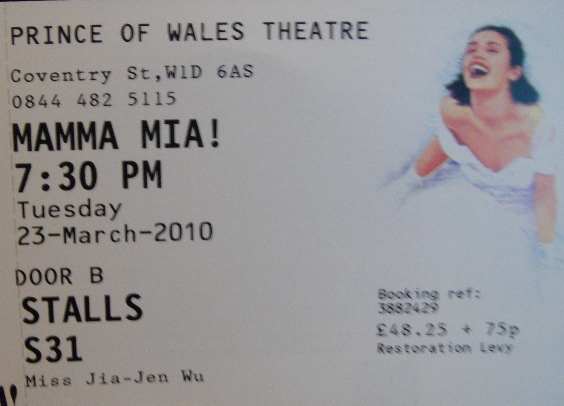 PRINCE OF WALES THEATRE
Coventry St,W1D 6AS
0844 482 5115
MAMMA MIA!
7:30 PM
Tuesday
23-March-2010
DOOR B
STALLS
S31
Miss Jia-Jen Wu
Booking ref:
3882429
£48.25 + 75p
Restoration Levy